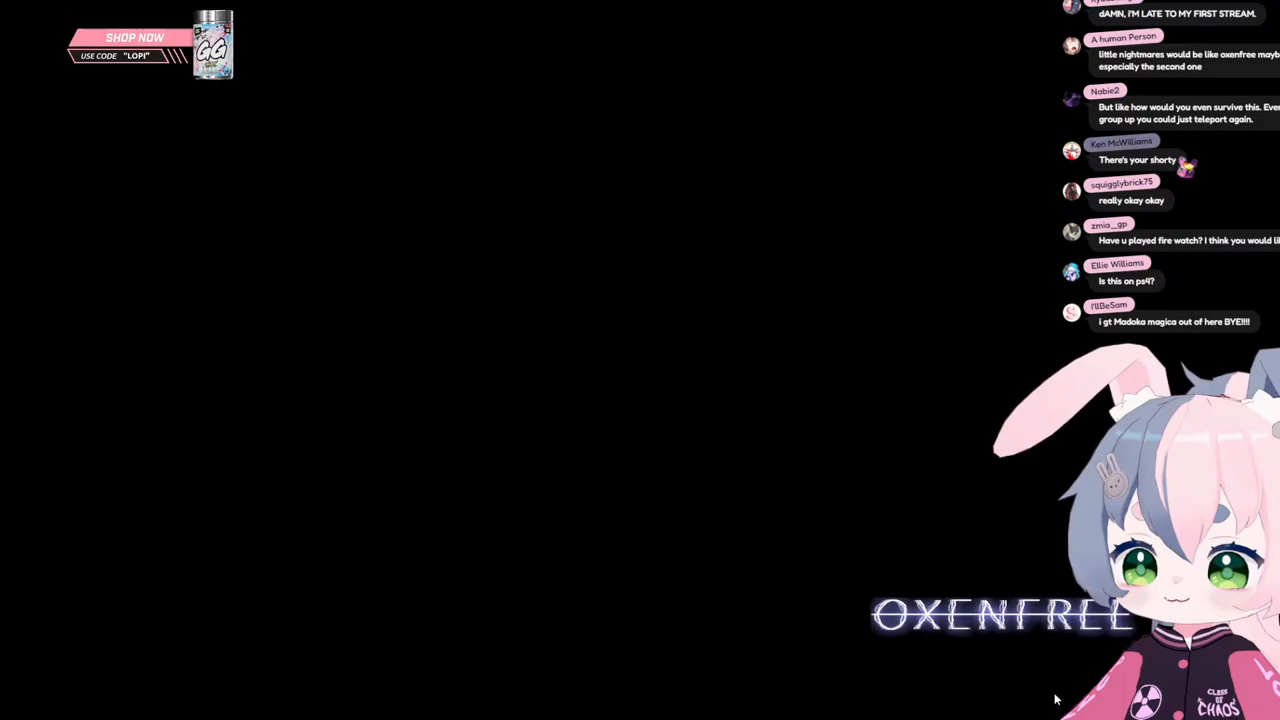 SHOP NOW
USE CODE "LOPI"
GG
dAMN, i'M LATE TO MY FIRST STREAM.
A human Person
little nightmares would be like oxenfree
especially the second one
Nabie2
But like how would you even survive this.
group up you could just teleport again.
Ken McWilliams
There's your shorty
squigglybrick75
really okay okay
zmia_gp
Have u played fire watch? I think you would
Ellie Williams
Is this on ps4?
I'llBeSam
i gt Madoka magica out of here BYE!!!!
OXENFREE
CLASS
OF
CHAOS